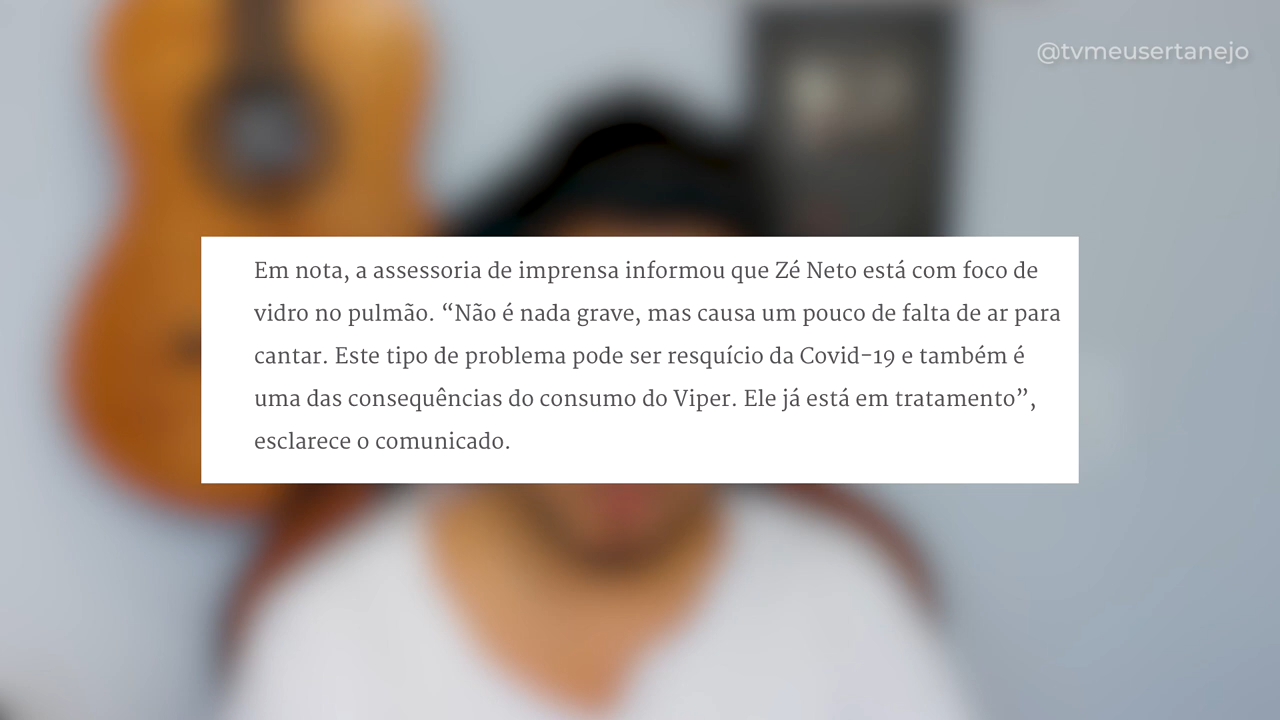 @tvmeusertanejo
Em nota, a assessoria de imprensa informou que Zé Neto está com foco de
vidro no pulmão. “Não é nada grave, mas causa um pouco de falta de ar para
cantar. Este tipo de problema pode ser resquício da Covid-19 e também é
uma das consequências do consumo do Viper. Ele já está em tratamento”,
esclarece o comunicado.